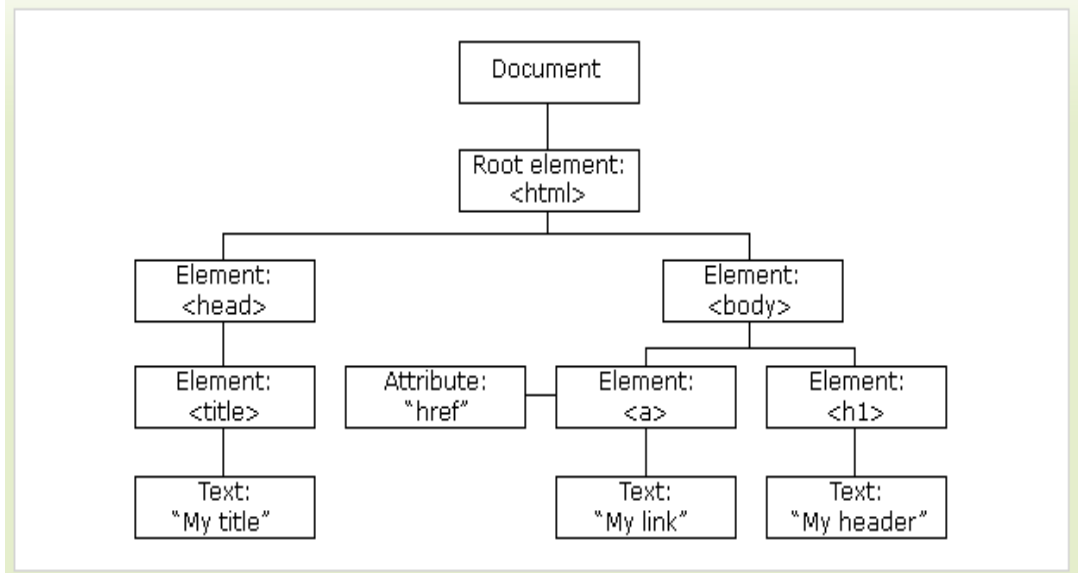 Document
Root element:
<html>
Element:
<head>
Element:
<body>
Element:
<title>
Attribute:
“href”
Element:
<a>
Element:
<h1>
Text:
“My title”
Text:
“My link”
Text:
“My header”